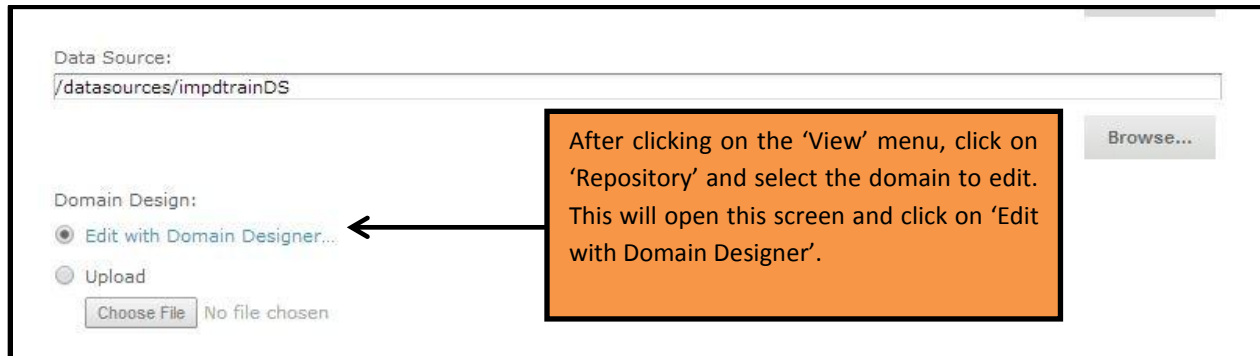 Data Source:
/datasources/impdtrainDS
Browse...
After clicking on the ‘View’ menu, click on
‘Repository’ and select the domain to edit.
This will open this screen and click on ‘Edit
with Domain Designer’.
Domain Design:
Edit with Domain Designer...
Upload
Choose File No file chosen